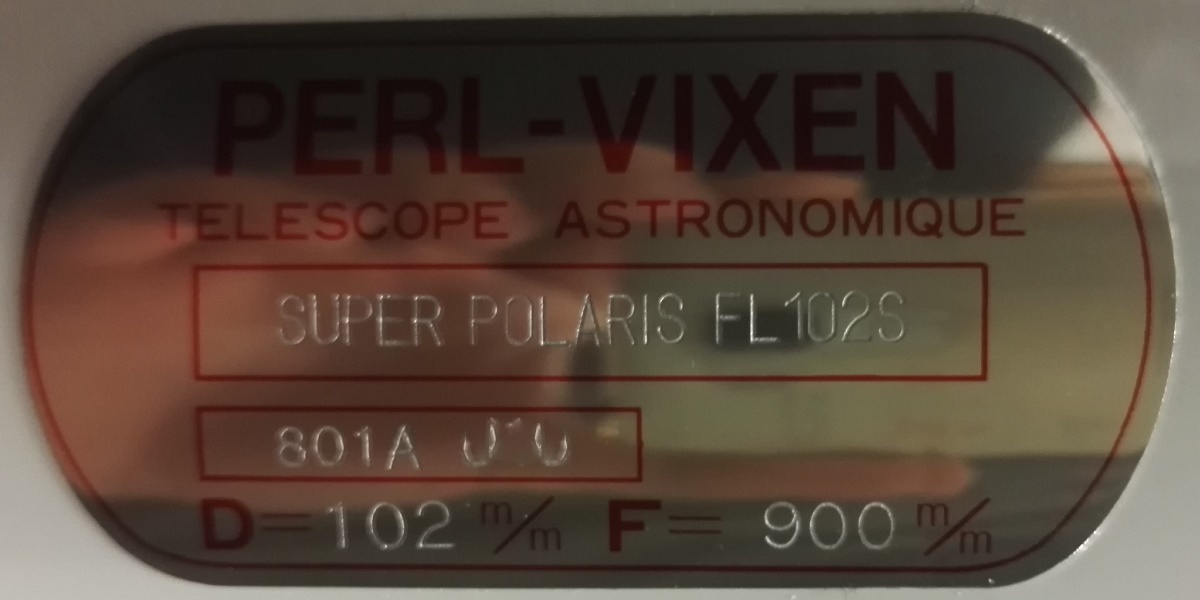 PERL-VIXEN
TELESCOPE ASTRONOMIQUE
SUPER POLARIS FL102S
801A
D=102 m/m F=900 m/m